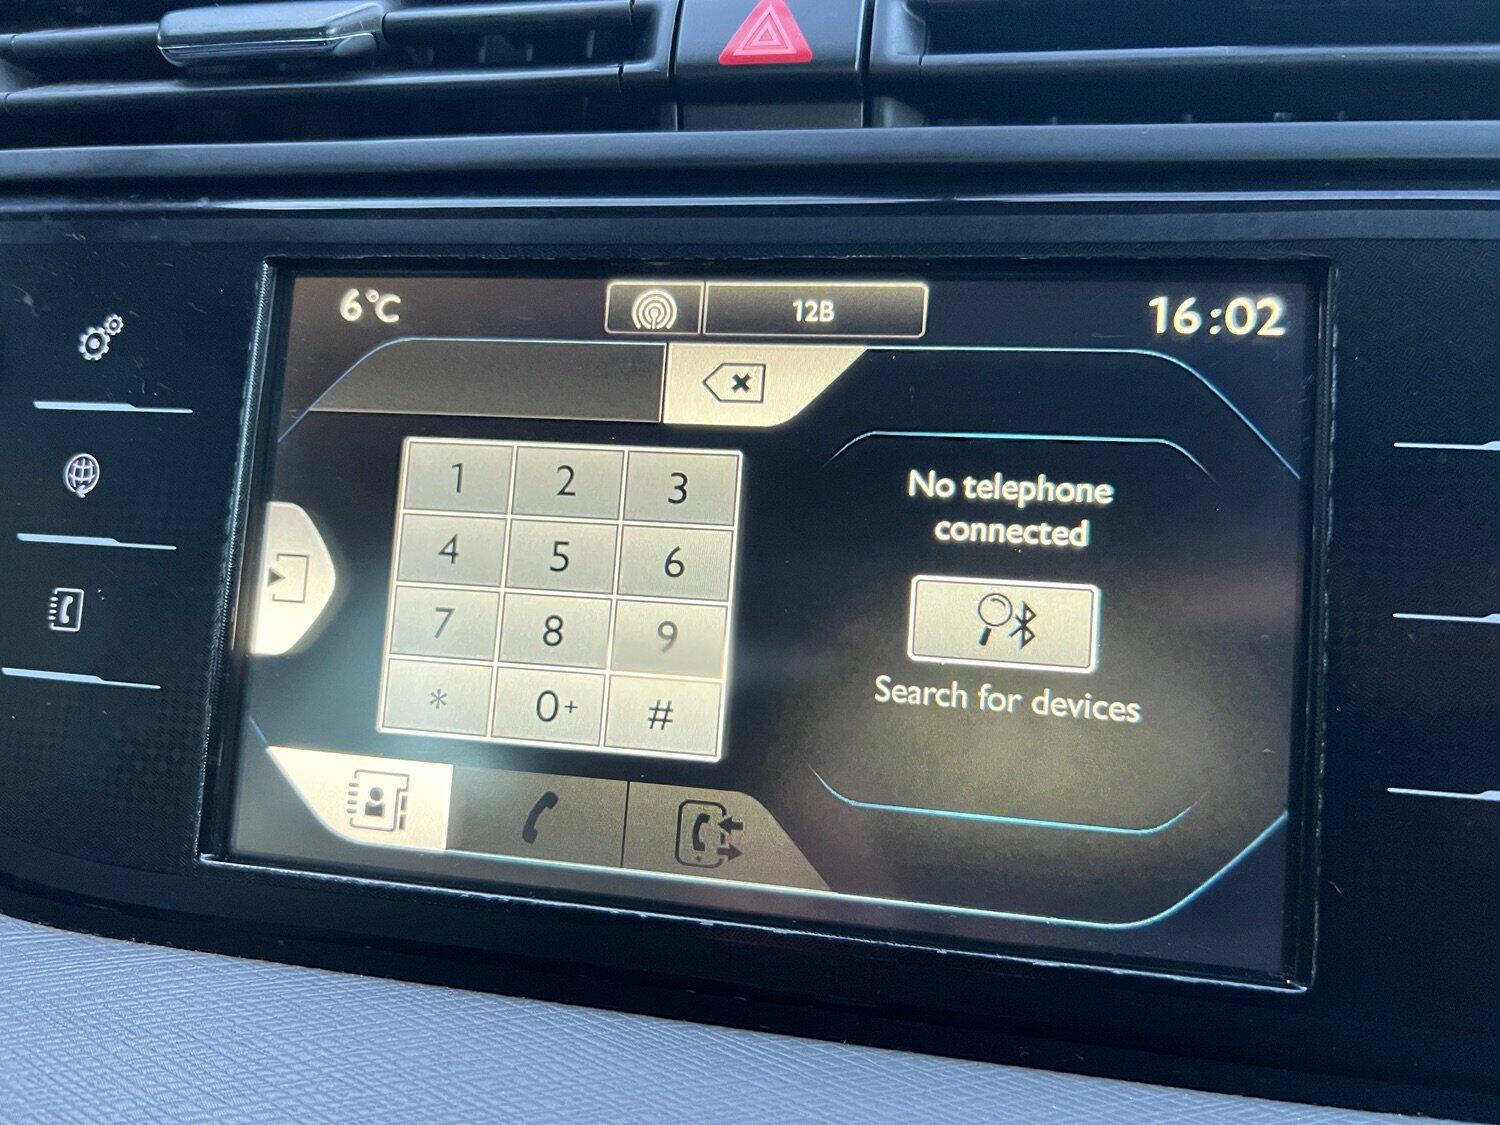 6°C
12B
16:02
1 2 3
4 5 6
7 8 9
* 0+ #
No telephone
connected
Search for devices